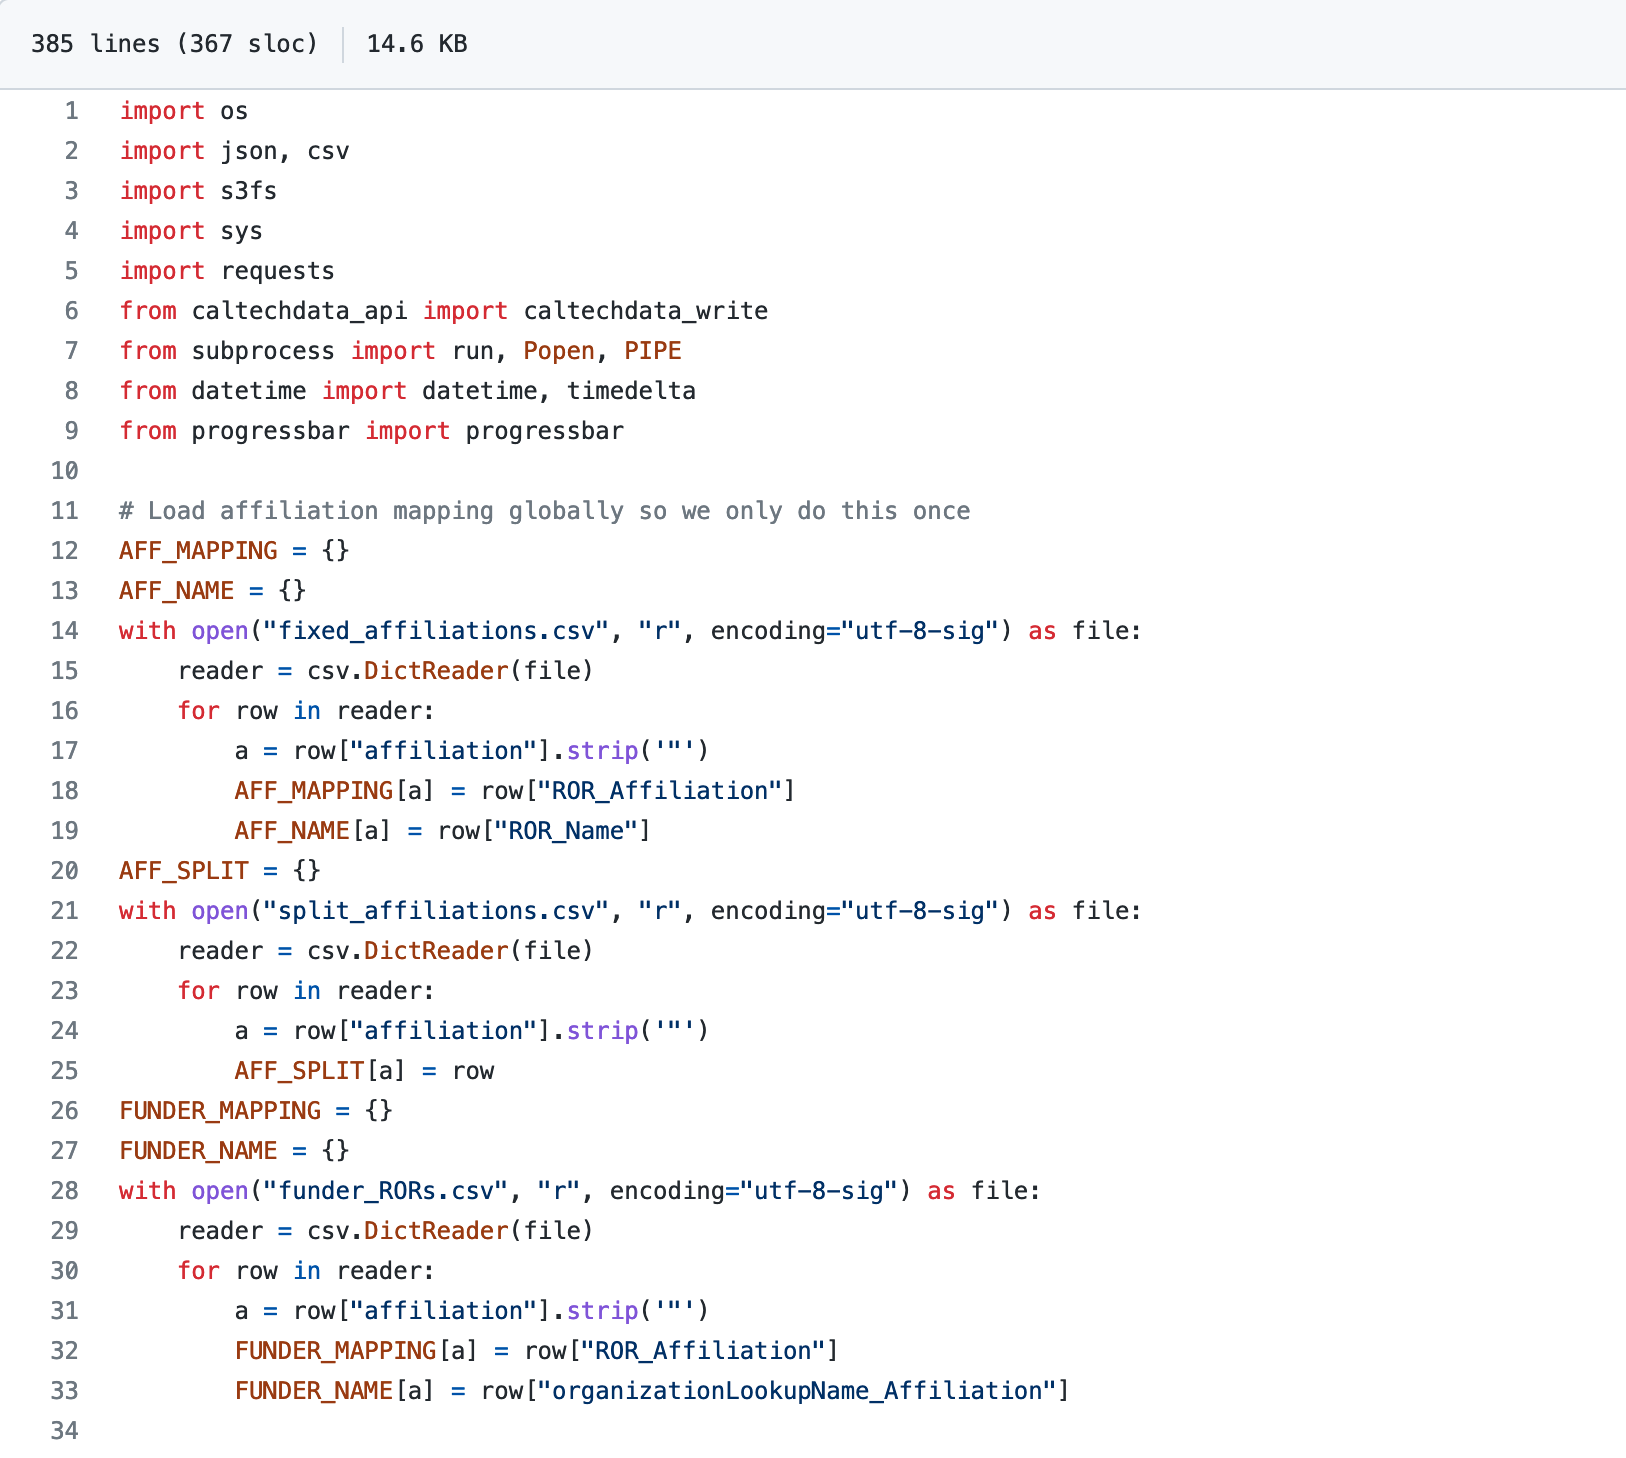 385 lines (367 sloc) 14.6 KB
1 import os
2 import json, csv
3 import s3fs
4 import sys
5 import requests
6 from caltechdata_api import caltechdata_write
7 from subprocess import run, Popen, PIPE
8 from datetime import datetime, timedelta
9 from progressbar import progressbar
10
11 # Load affiliation mapping globally so we only do this once
12 AFF_MAPPING = {}
13 AFF_NAME = {}
14 with open("fixed_affiliations.csv", "r", encoding="utf-8-sig") as file:
15     reader = csv.DictReader(file)
16     for row in reader:
17         a = row["affiliation"].strip('"')
18         AFF_MAPPING[a] = row["ROR_Affiliation"]
19         AFF_NAME[a] = row["ROR_Name"]
20 AFF_SPLIT = {}
21 with open("split_affiliations.csv", "r", encoding="utf-8-sig") as file:
22     reader = csv.DictReader(file)
23     for row in reader:
24         a = row["affiliation"].strip('"')
25         AFF_SPLIT[a] = row
26 FUNDER_MAPPING = {}
27 FUNDER_NAME = {}
28 with open("funder_RORs.csv", "r", encoding="utf-8-sig") as file:
29     reader = csv.DictReader(file)
30     for row in reader:
31         a = row["affiliation"].strip('"')
32         FUNDER_MAPPING[a] = row["ROR_Affiliation"]
33         FUNDER_NAME[a] = row["organizationLookupName_Affiliation"]
34